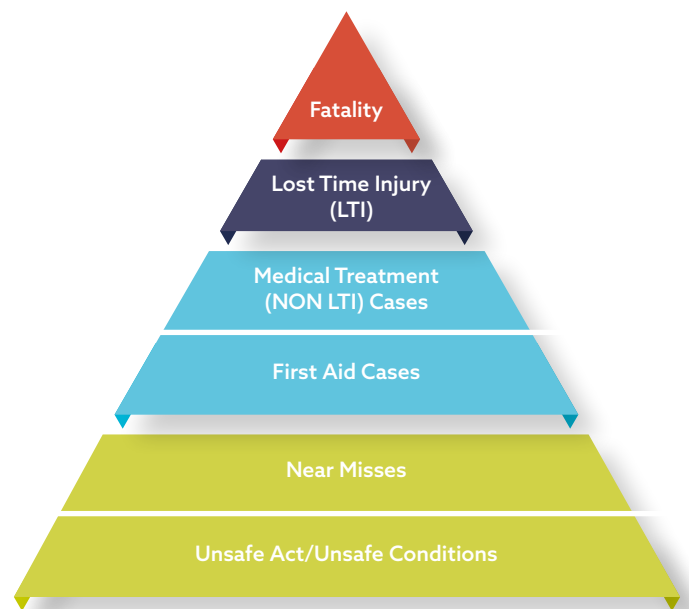 Fatality
Lost Time Injury
(LTI)
Medical Treatment
(NON LTI) Cases
First Aid Cases
Near Misses
Unsafe Act/Unsafe Conditions